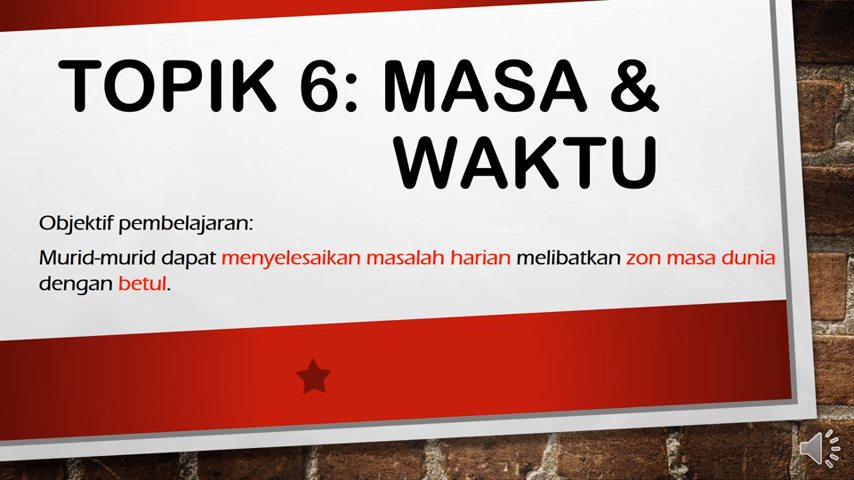 TOPIK 6: MASA &
WAKTU
Objektif pembelajaran:
Murid-murid dapat menyelesaikan masalah harian melibatkan zon masa dunia
dengan betul.